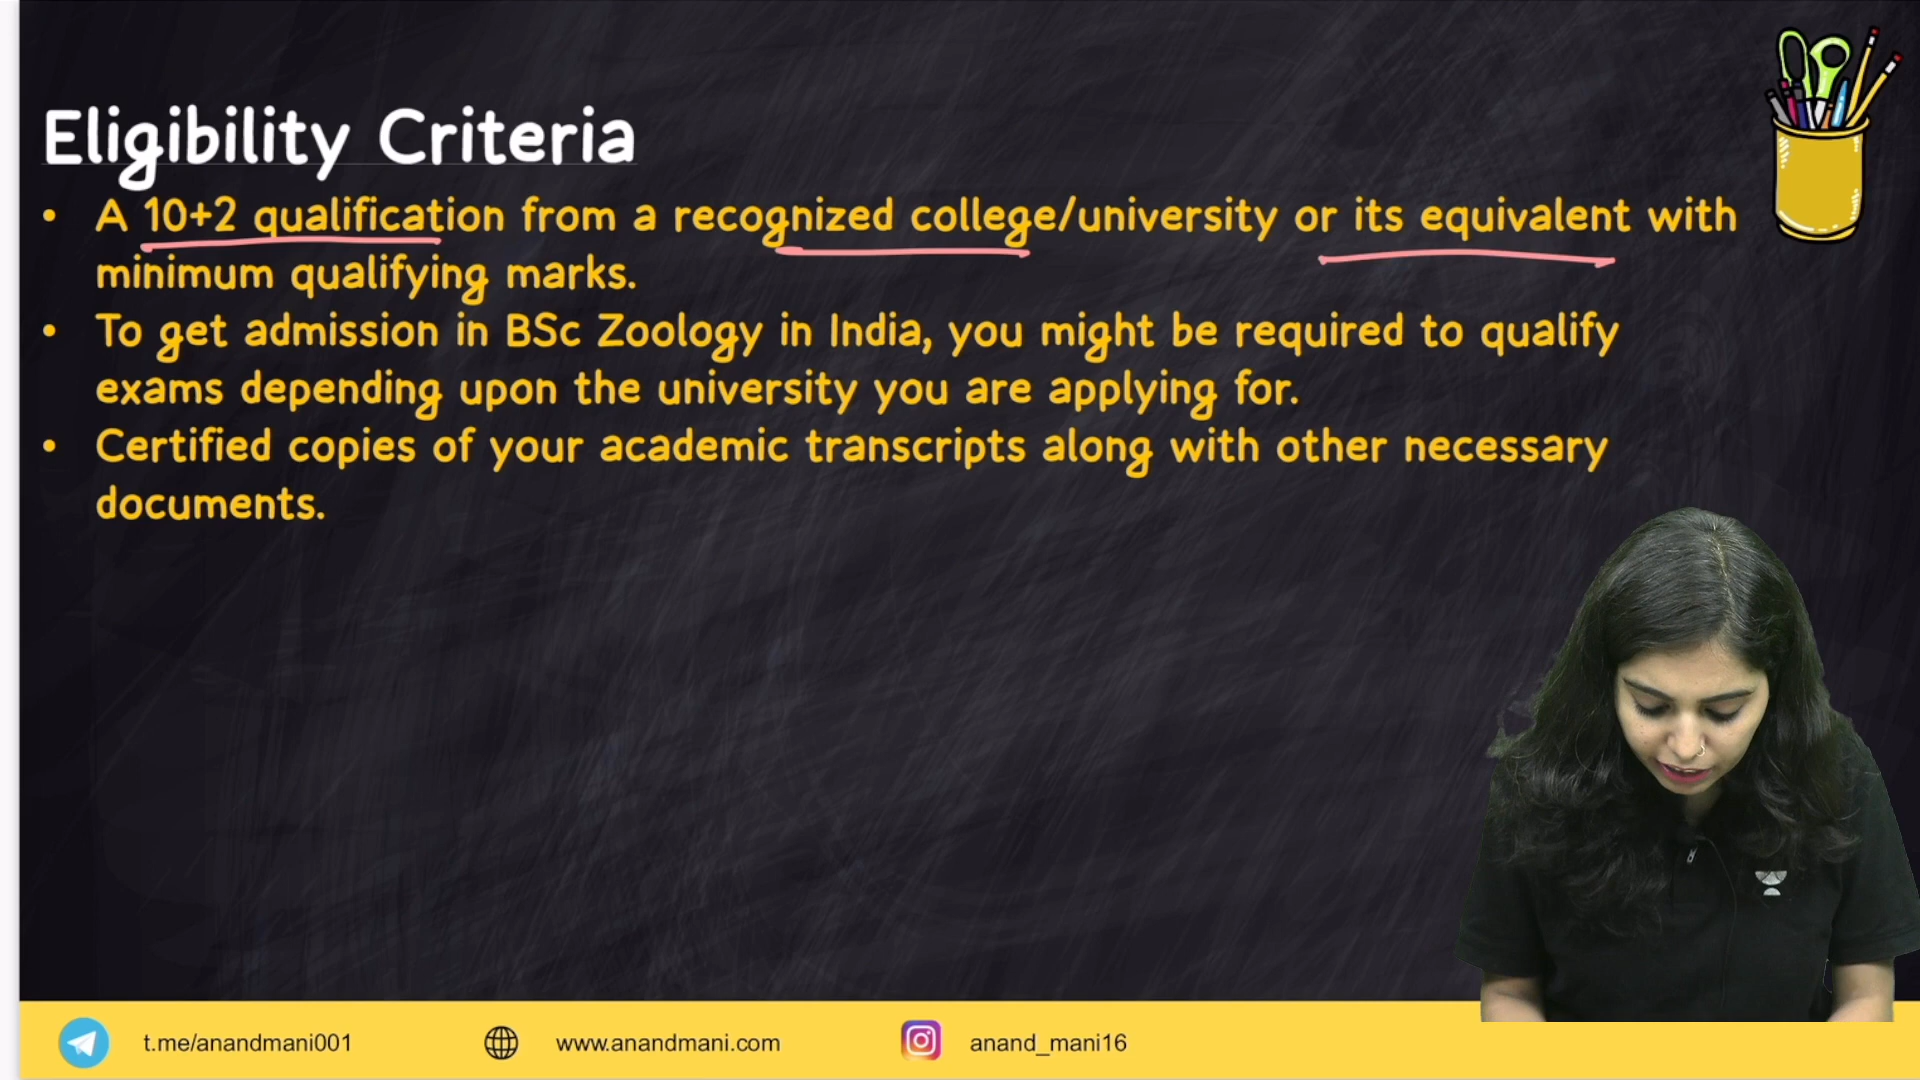 Eligibility Criteria
• A 10+2 qualification from a recognized college/university or its equivalent with
minimum qualifying marks.
• To get admission in BSc Zoology in India, you might be required to qualify
exams depending upon the university you are applying for.
• Certified copies of your academic transcripts along with other necessary
documents.
t.me/anandmani001
www.anandmani.com
anand_mani16